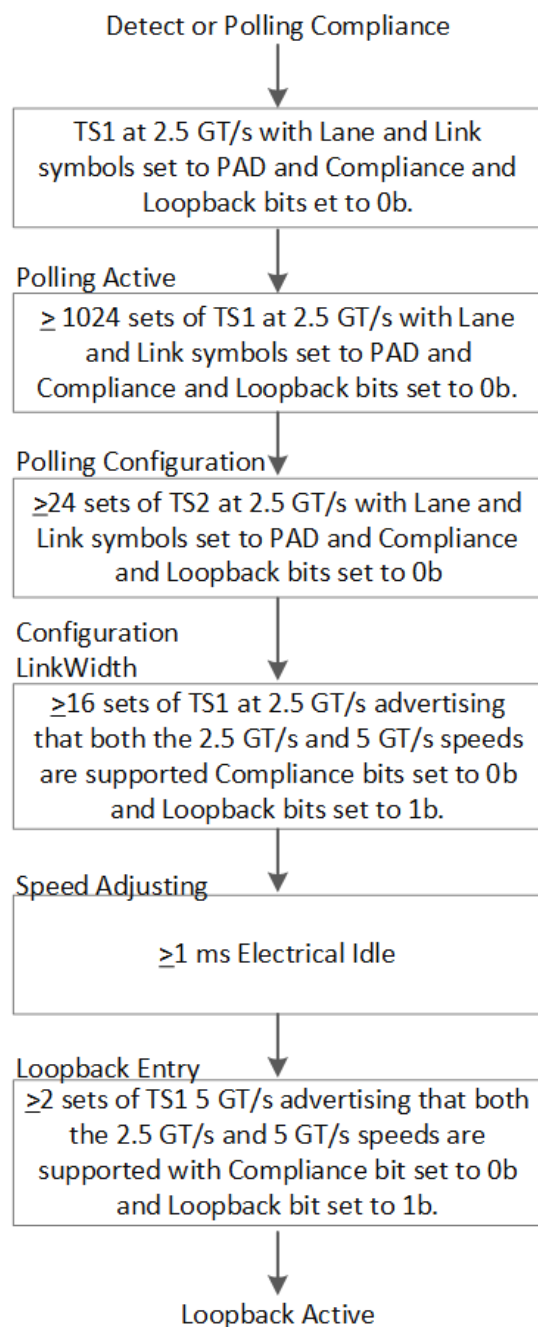 Detect or Polling Compliance
TS1 at 2.5 GT/s with Lane and Link
symbols set to PAD and Compliance and
Loopback bits et to 0b.
Polling Active
≥ 1024 sets of TS1 at 2.5 GT/s with Lane
and Link symbols set to PAD and
Compliance and Loopback bits set to 0b.
Polling Configuration
≥24 sets of TS2 at 2.5 GT/s with Lane and
Link symbols set to PAD and Compliance
and Loopback bits set to 0b
Configuration
LinkWidth
≥16 sets of TS1 at 2.5 GT/s advertising
that both the 2.5 GT/s and 5 GT/s speeds
are supported Compliance bits set to 0b
and Loopback bits set to 1b.
Speed Adjusting
≥1 ms Electrical Idle
Loopback Entry
≥2 sets of TS1 5 GT/s advertising that both
the 2.5 GT/s and 5 GT/s speeds are
supported with Compliance bit set to 0b
and Loopback bit set to 1b.
Loopback Active